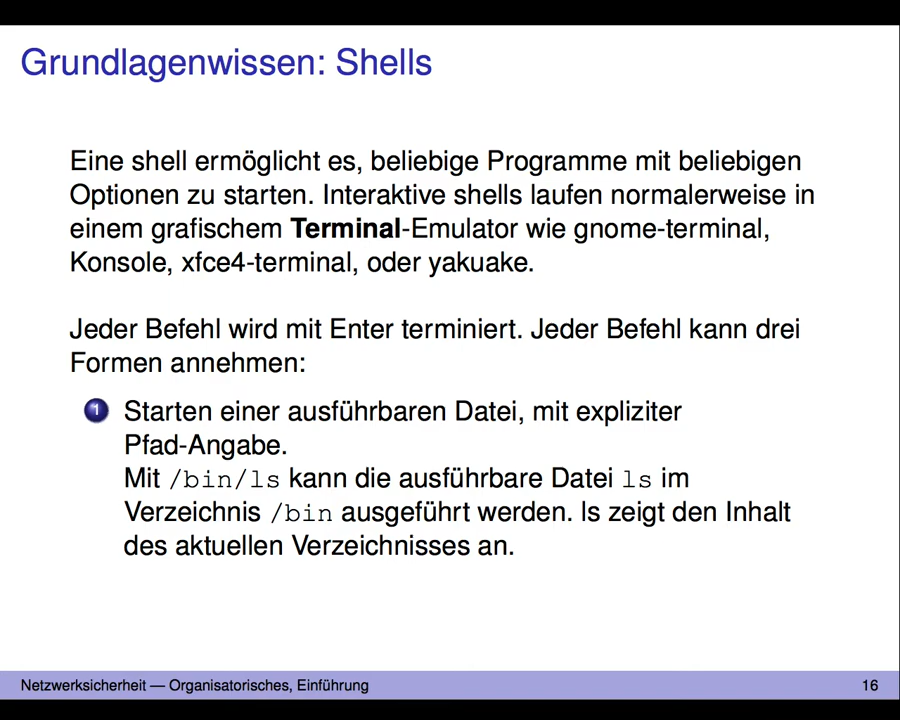 Grundlagenwissen: Shells
Eine shell ermöglicht es, beliebige Programme mit beliebigen
Optionen zu starten. Interaktive shells laufen normalerweise in
einem grafischem Terminal-Emulator wie gnome-terminal,
Konsole, xfce4-terminal, oder yakuake.
Jeder Befehl wird mit Enter terminiert. Jeder Befehl kann drei
Formen annehmen:
1 Starten einer ausführbaren Datei, mit expliziter
Pfad-Angabe.
Mit /bin/ls kann die ausführbare Datei ls im
Verzeichnis /bin ausgeführt werden. ls zeigt den Inhalt
des aktuellen Verzeichnisses an.
Netzwerksicherheit — Organisatorisches, Einführung 16